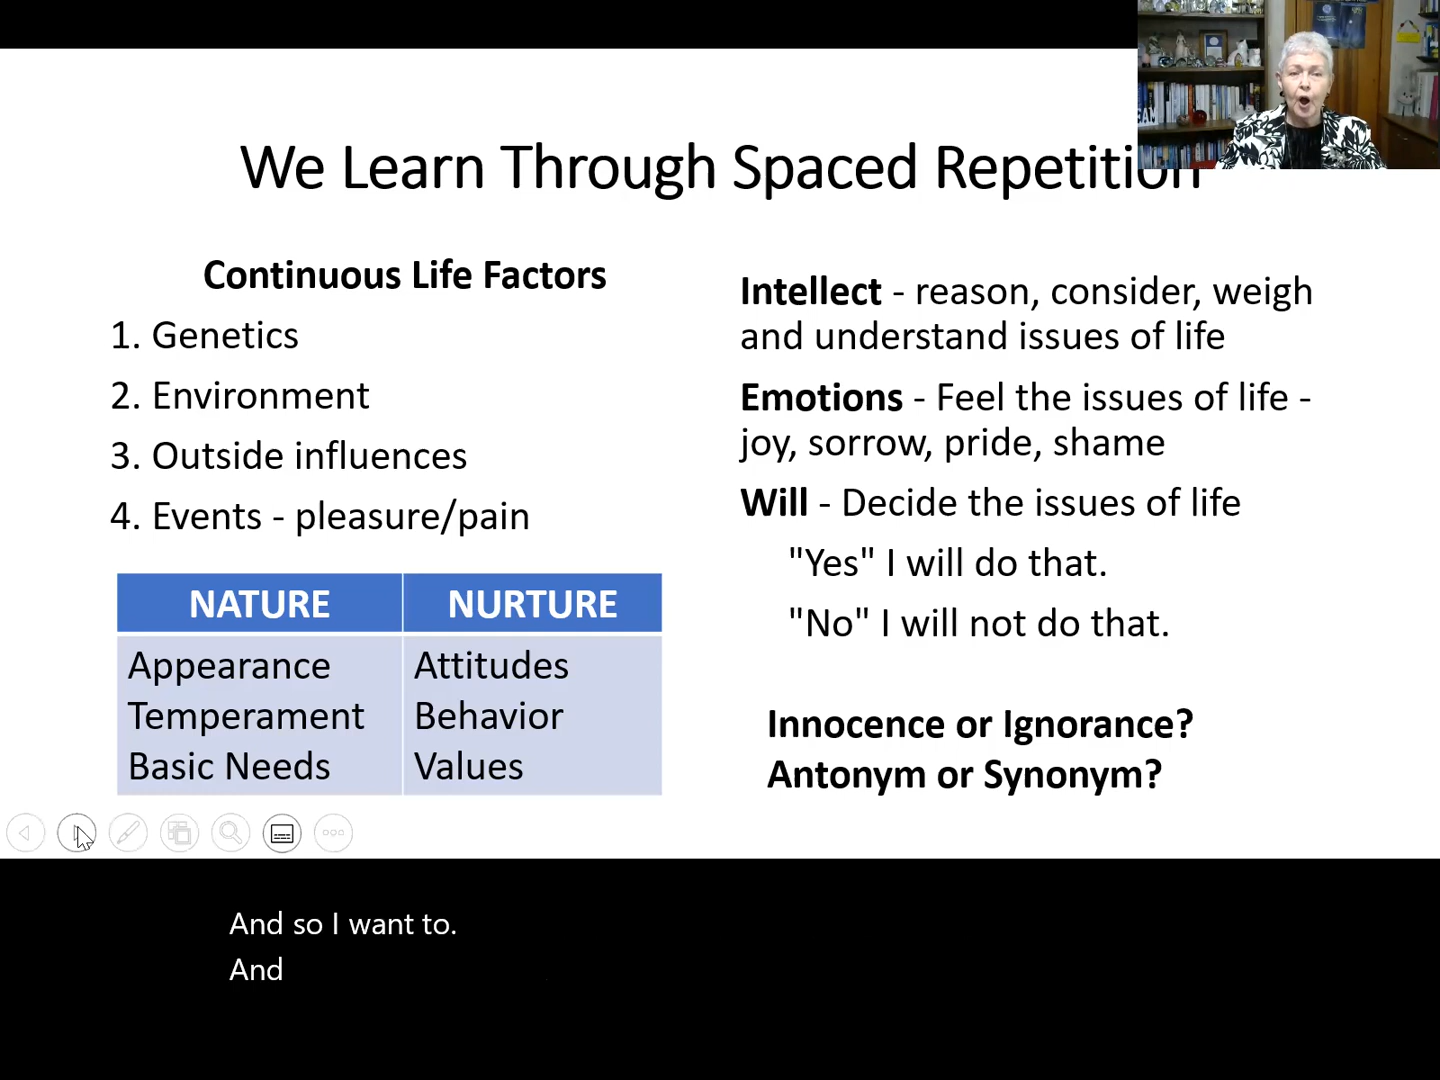 We Learn Through Spaced Repetition
Continuous Life Factors
1. Genetics
2. Environment
3. Outside influences
4. Events - pleasure/pain
NATURE NURTURE
Appearance Attitudes
Temperament Behavior
Basic Needs Values
Intellect - reason, consider, weigh
and understand issues of life
Emotions - Feel the issues of life -
joy, sorrow, pride, shame
Will - Decide the issues of life
"Yes" I will do that.
"No" I will not do that.
Innocence or Ignorance?
Antonym or Synonym?
And so I want to.
And